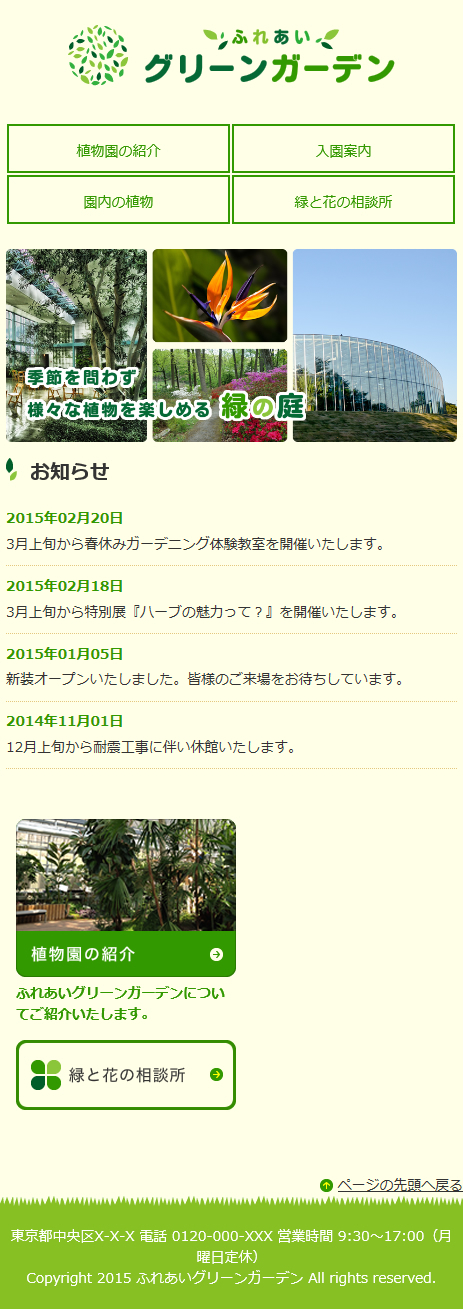 ふれあい
グリーンガーデン
植物園の紹介
入園案内
園内の植物
緑と花の相談所
季節を問わず
様々な植物を楽しめる 緑の庭
お知らせ
2015年02月20日
3月上旬から春休みガーデニング体験教室を開催いたします。
2015年02月18日
3月上旬から特別展『ハーブの魅力って？』を開催いたします。
2015年01月05日
新装オープンいたしました。皆様のご来場をお待ちしています。
2014年11月01日
12月上旬から耐震工事に伴い休館いたします。
植物園の紹介
ふれあいグリーンガーデンについ
てご紹介いたします。
緑と花の相談所
ページの先頭へ戻る
東京都中央区X-X-X 電話 0120-000-XXX 営業時間 9:30～17:00（月
曜日定休）
Copyright 2015 ふれあいグリーンガーデン All rights reserved.